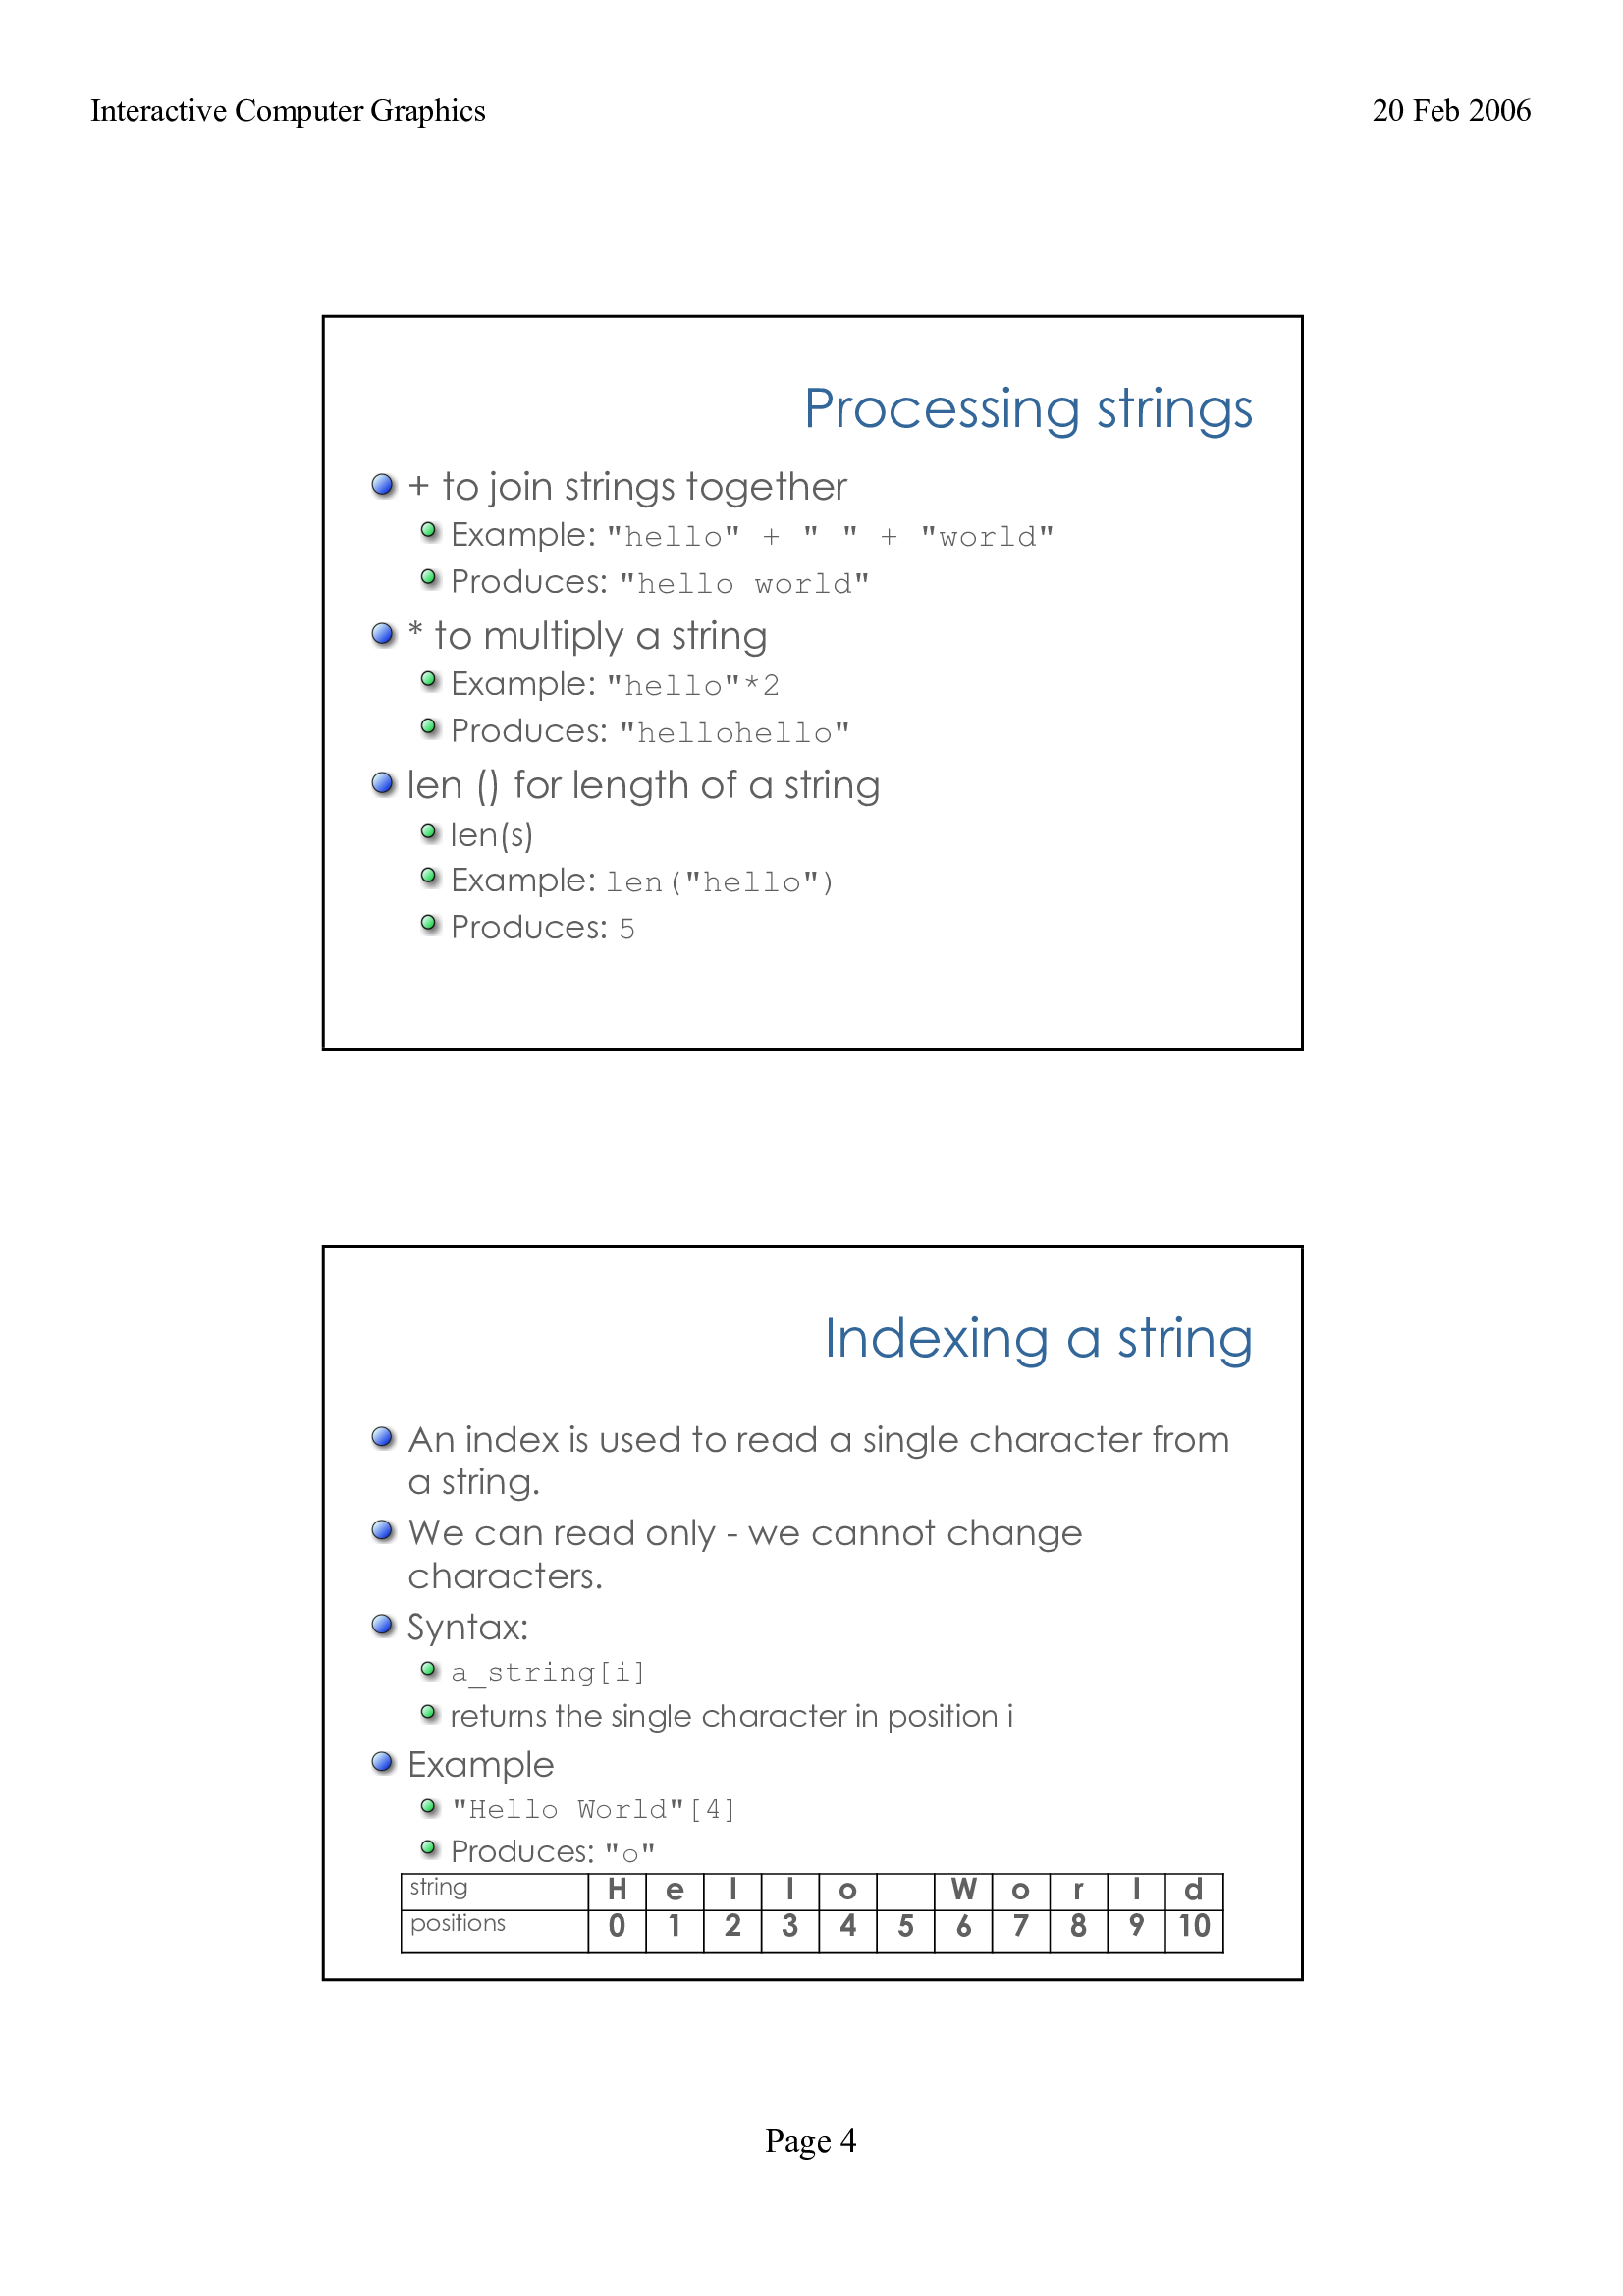 Interactive Computer Graphics 20 Feb 2006
Processing strings
+ to join strings together
Example: "hello" + " " + "world"
Produces: "hello world"
* to multiply a string
Example: "hello"*2
Produces: "hellohello"
len () for length of a string
len(s)
Example: len("hello")
Produces: 5
Indexing a string
An index is used to read a single character from
a string.
We can read only - we cannot change
characters.
Syntax:
a_string[i]
returns the single character in position i
Example
"Hello World"[4]
Produces: "o"
string H e l l o W o r l d
positions 0 1 2 3 4 5 6 7 8 9 10
Page 4